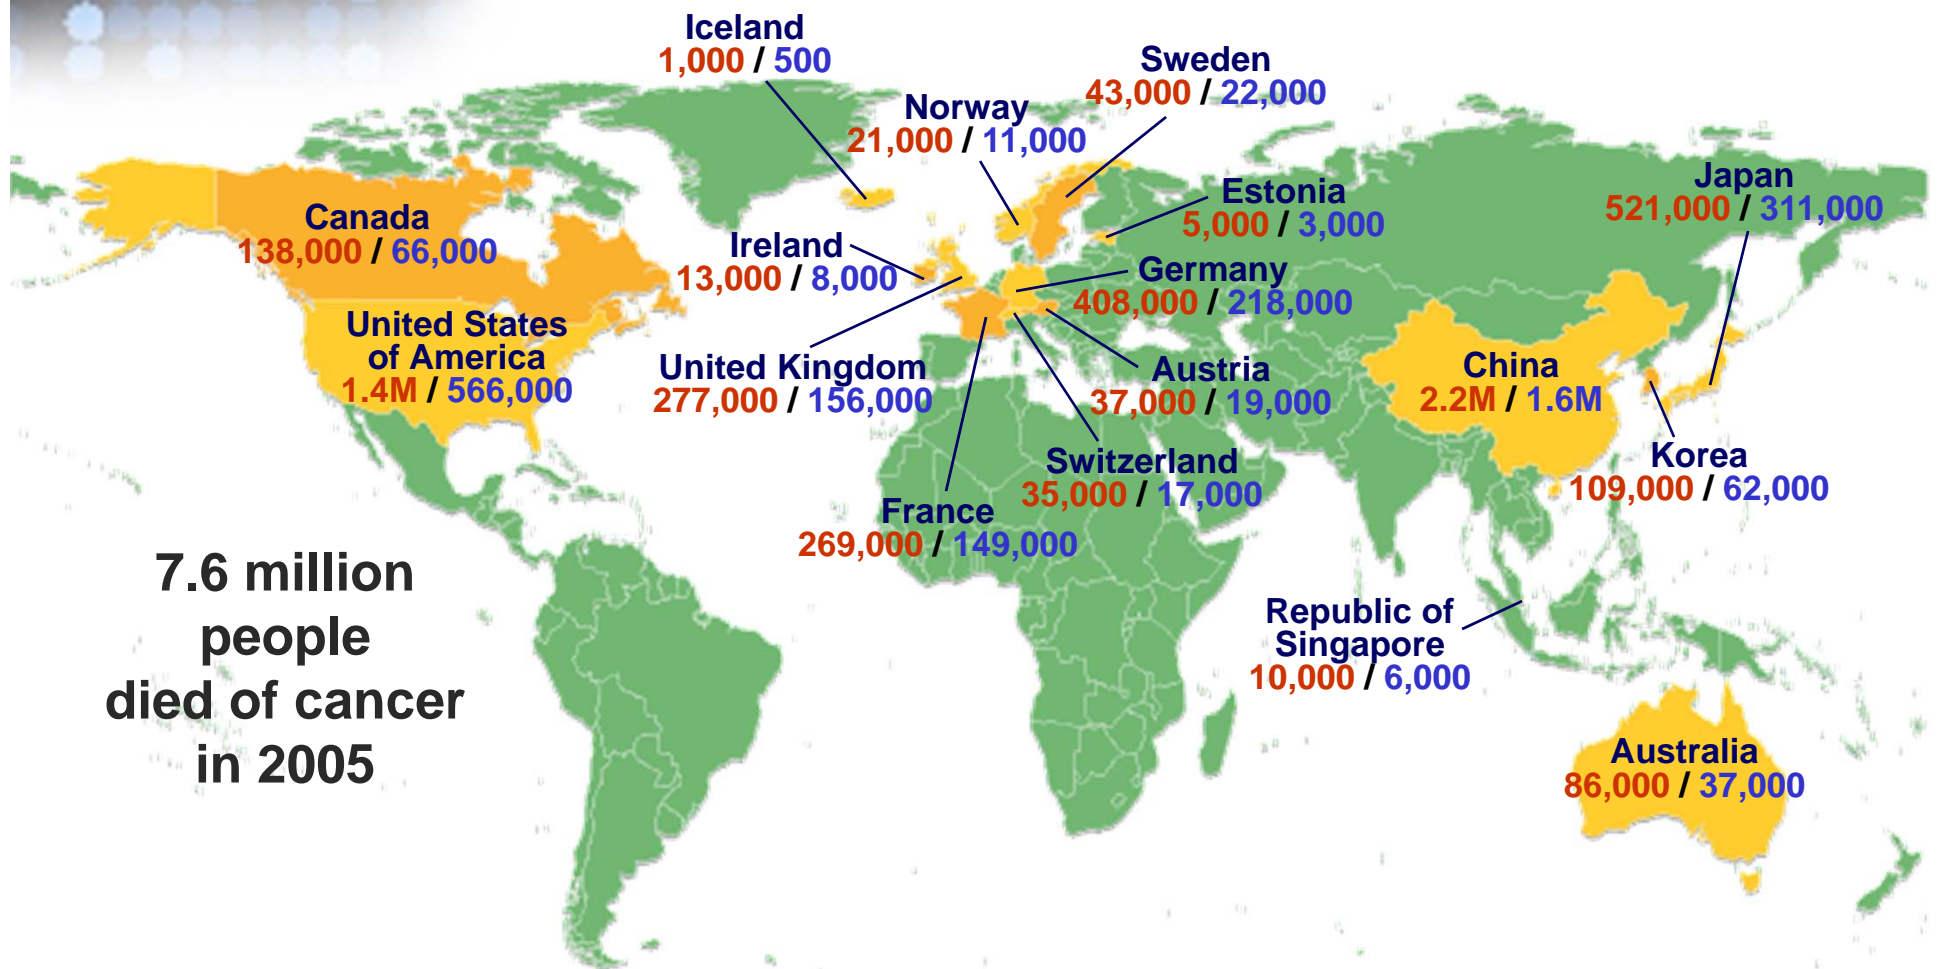 Iceland
1,000 / 500
Sweden
43,000 / 22,000
Norway
21,000 / 11,000
Japan
521,000 / 311,000
Estonia
5,000 / 3,000
Canada
138,000 / 66,000
Ireland
13,000 / 8,000
Germany
408,000 / 218,000
United States
of America
1.4M / 566,000
United Kingdom
277,000 / 156,000
Austria
37,000 / 19,000
China
2.2M / 1.6M
Switzerland
35,000 / 17,000
Korea
109,000 / 62,000
France
269,000 / 149,000
7.6 million
people
died of cancer
in 2005
Republic of
Singapore
10,000 / 6,000
Australia
86,000 / 37,000